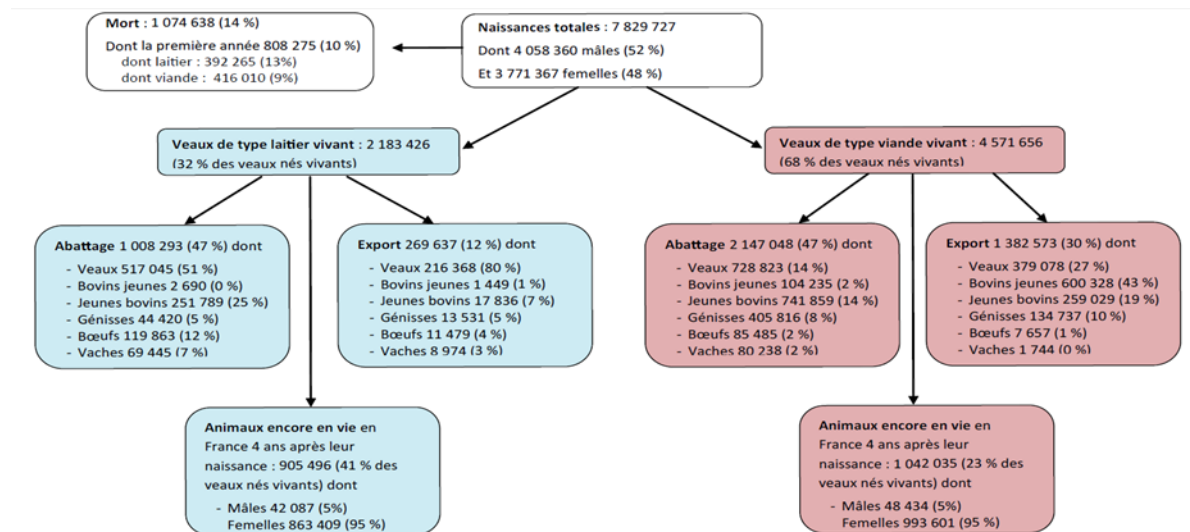 Mort : 1 074 638 (14 %)
Dont la première année 808 275 (10 %)
dont laitier : 392 265 (13%)
dont viande : 416 010 (9%)
Naissances totales : 7 829 727
Dont 4 058 360 mâles (52 %)
Et 3 771 367 femelles (48 %)
Veaux de type laitier vivant : 2 183 426
(32 % des veaux nés vivants)
Veaux de type viande vivant : 4 571 656
(68 % des veaux nés vivants)
Abattage 1 008 293 (47 %) dont
- Veaux 517 045 (51 %)
- Bovins jeunes 2 690 (0 %)
- Jeunes bovins 251 789 (25 %)
- Génisses 44 420 (5 %)
- Bœufs 119 863 (12 %)
- Vaches 69 445 (7 %)
Export 269 637 (12 %) dont
- Veaux 216 368 (80 %)
- Bovins jeunes 1 449 (1 %)
- Jeunes bovins 17 836 (7 %)
- Génisses 13 531 (5 %)
- Bœufs 11 479 (4 %)
- Vaches 8 974 (3 %)
Abattage 2 147 048 (47 %) dont
- Veaux 728 823 (14 %)
- Bovins jeunes 104 235 (2 %)
- Jeunes bovins 741 859 (14 %)
- Génisses 405 816 (8 %)
- Bœufs 85 485 (2 %)
- Vaches 80 238 (2 %)
Export 1 382 573 (30 %) dont
- Veaux 379 078 (27 %)
- Bovins jeunes 600 328 (43 %)
- Jeunes bovins 259 029 (19 %)
- Génisses 134 737 (10 %)
- Bœufs 7 657 (1 %)
- Vaches 1 744 (0 %)
Animaux encore en vie en
France 4 ans après leur
naissance : 905 496 (41 % des
veaux nés vivants) dont
- Mâles 42 087 (5%)
Femelles 863 409 (95 %)
Animaux encore en vie en
France 4 ans après leur
naissance : 1 042 035 (23 % des
veaux nés vivants) dont
- Mâles 48 434 (5%)
Femelles 993 601 (95 %)